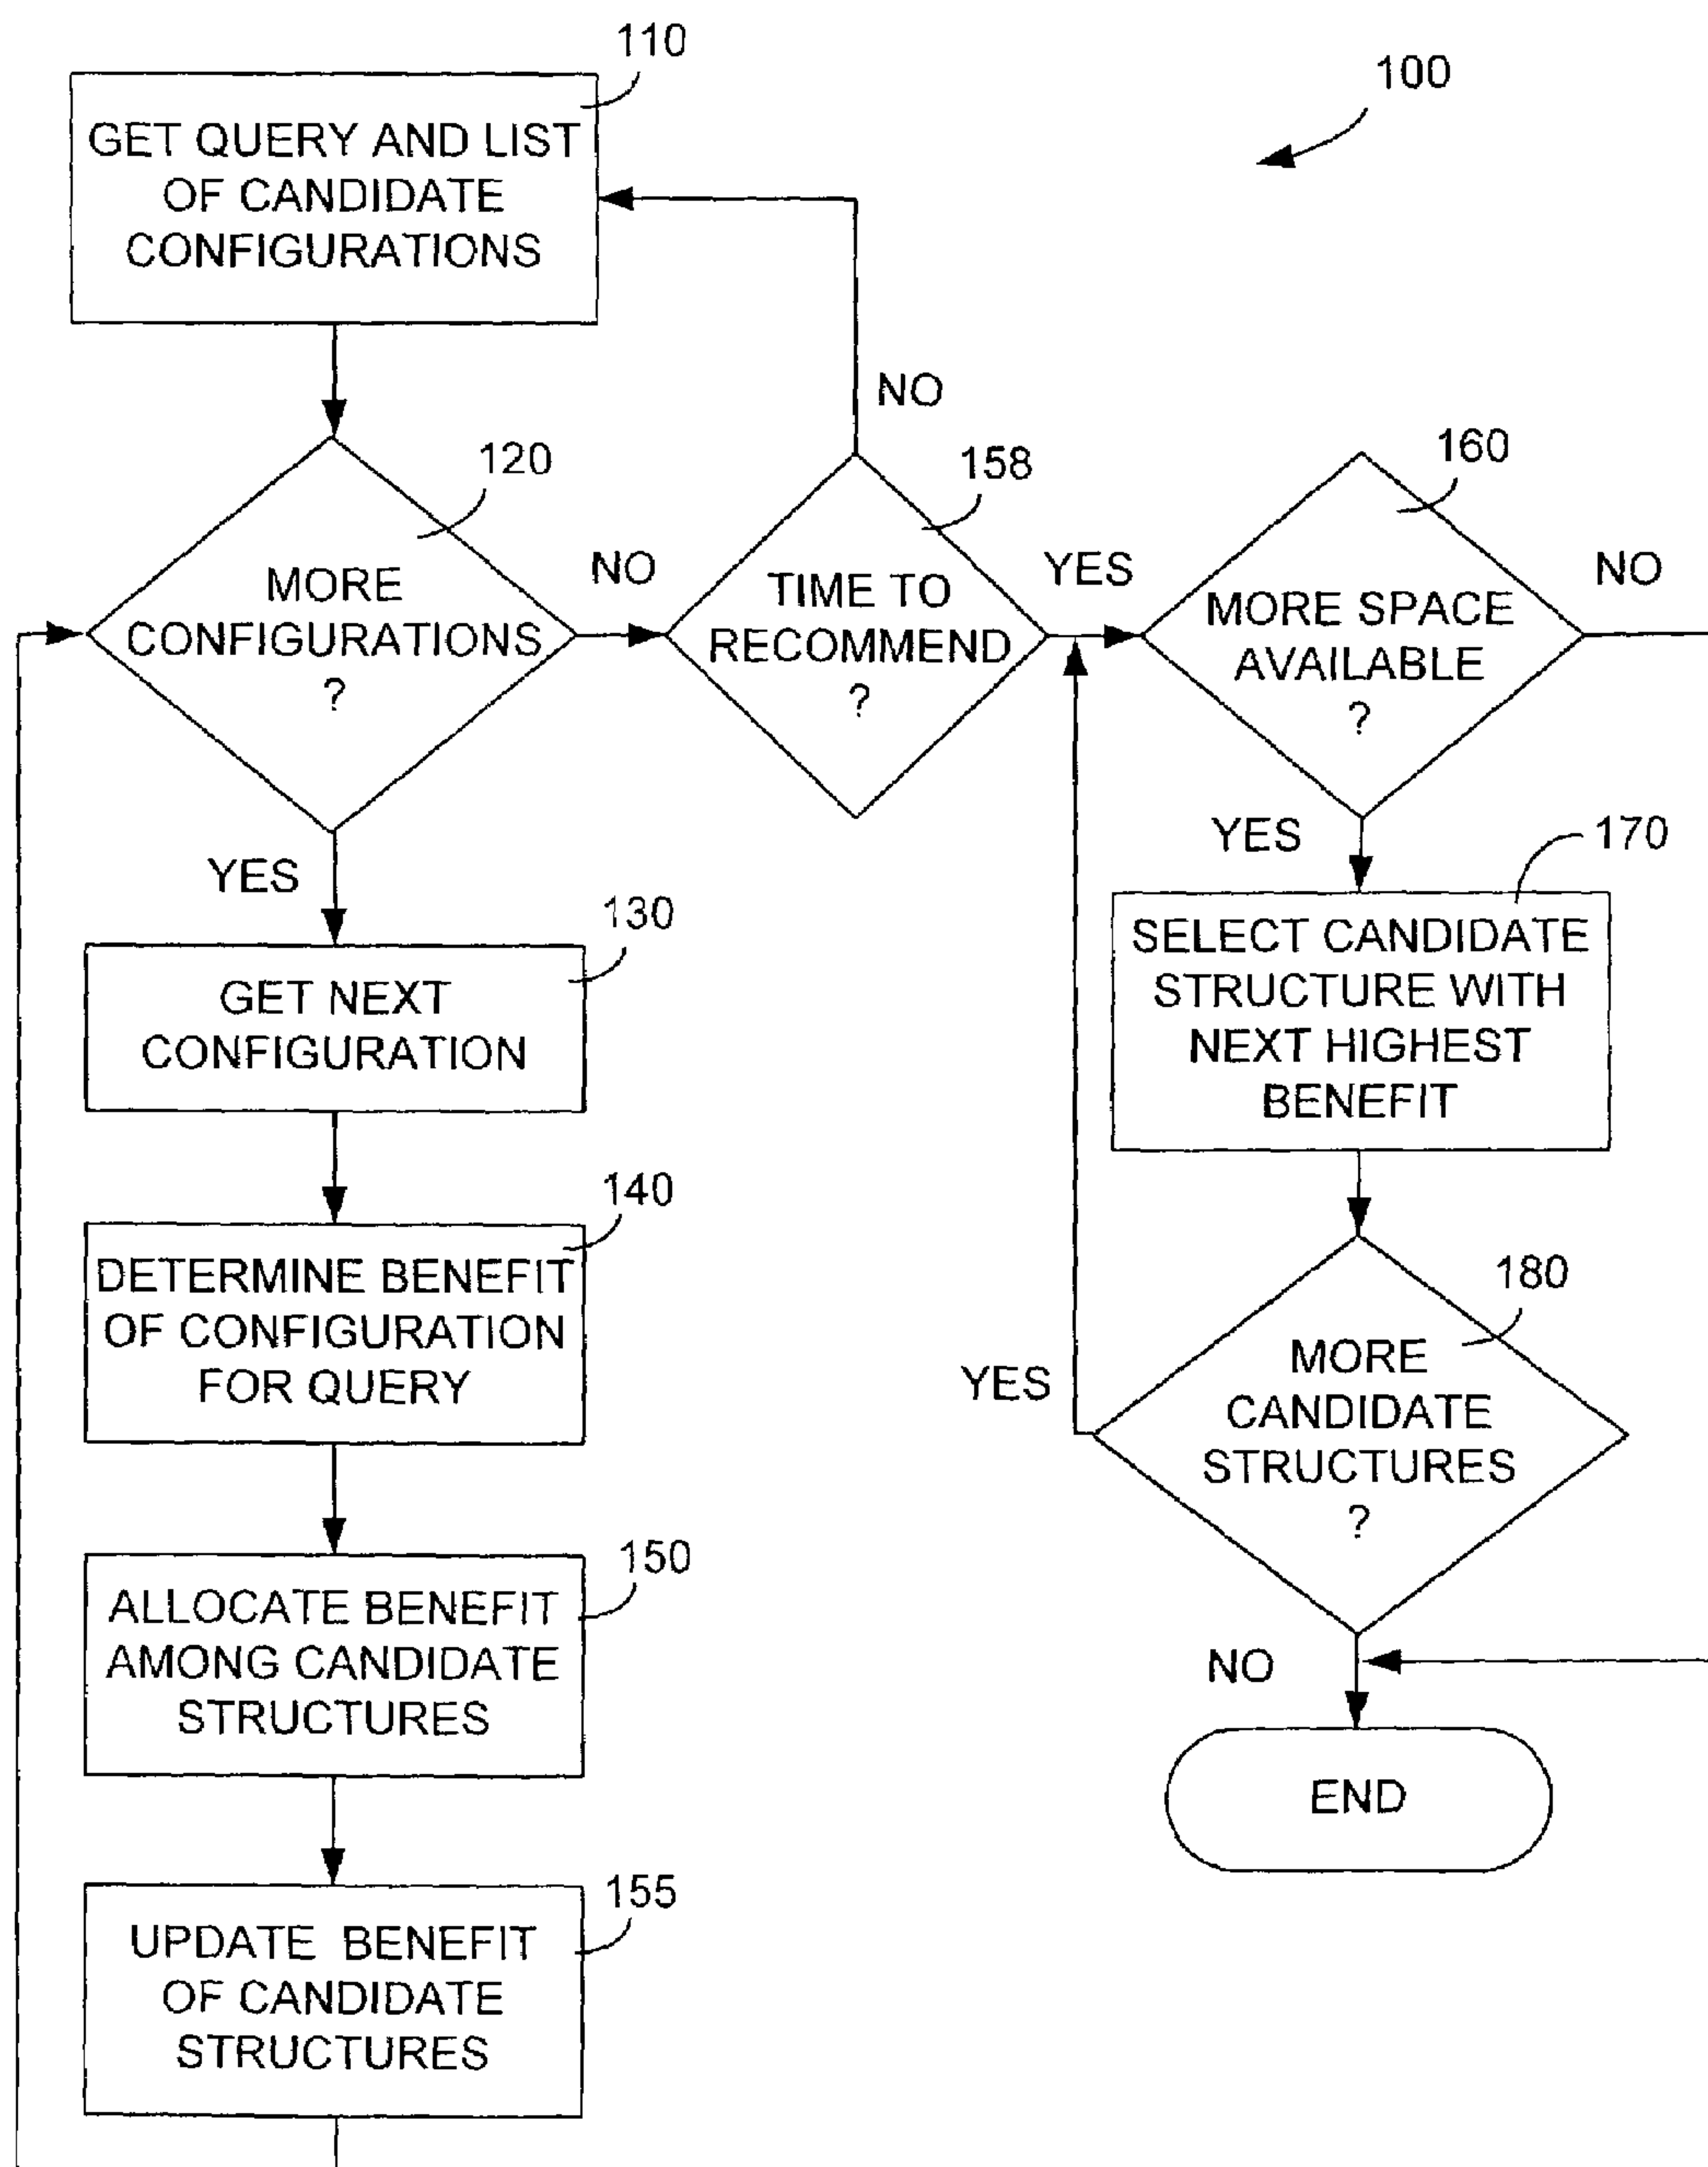 110
100
GET QUERY AND LIST
OF CANDIDATE
CONFIGURATIONS
NO
120
158
160
MORE
CONFIGURATIONS
?
NO
TIME TO
RECOMMEND
?
YES
MORE SPACE
AVAILABLE
?
NO
YES
YES
170
130
GET NEXT
CONFIGURATION
SELECT CANDIDATE
STRUCTURE WITH
NEXT HIGHEST
BENEFIT
140
DETERMINE BENEFIT
OF CONFIGURATION
FOR QUERY
180
YES
MORE
CANDIDATE
STRUCTURES
?
150
ALLOCATE BENEFIT
AMONG CANDIDATE
STRUCTURES
NO
END
155
UPDATE BENEFIT
OF CANDIDATE
STRUCTURES